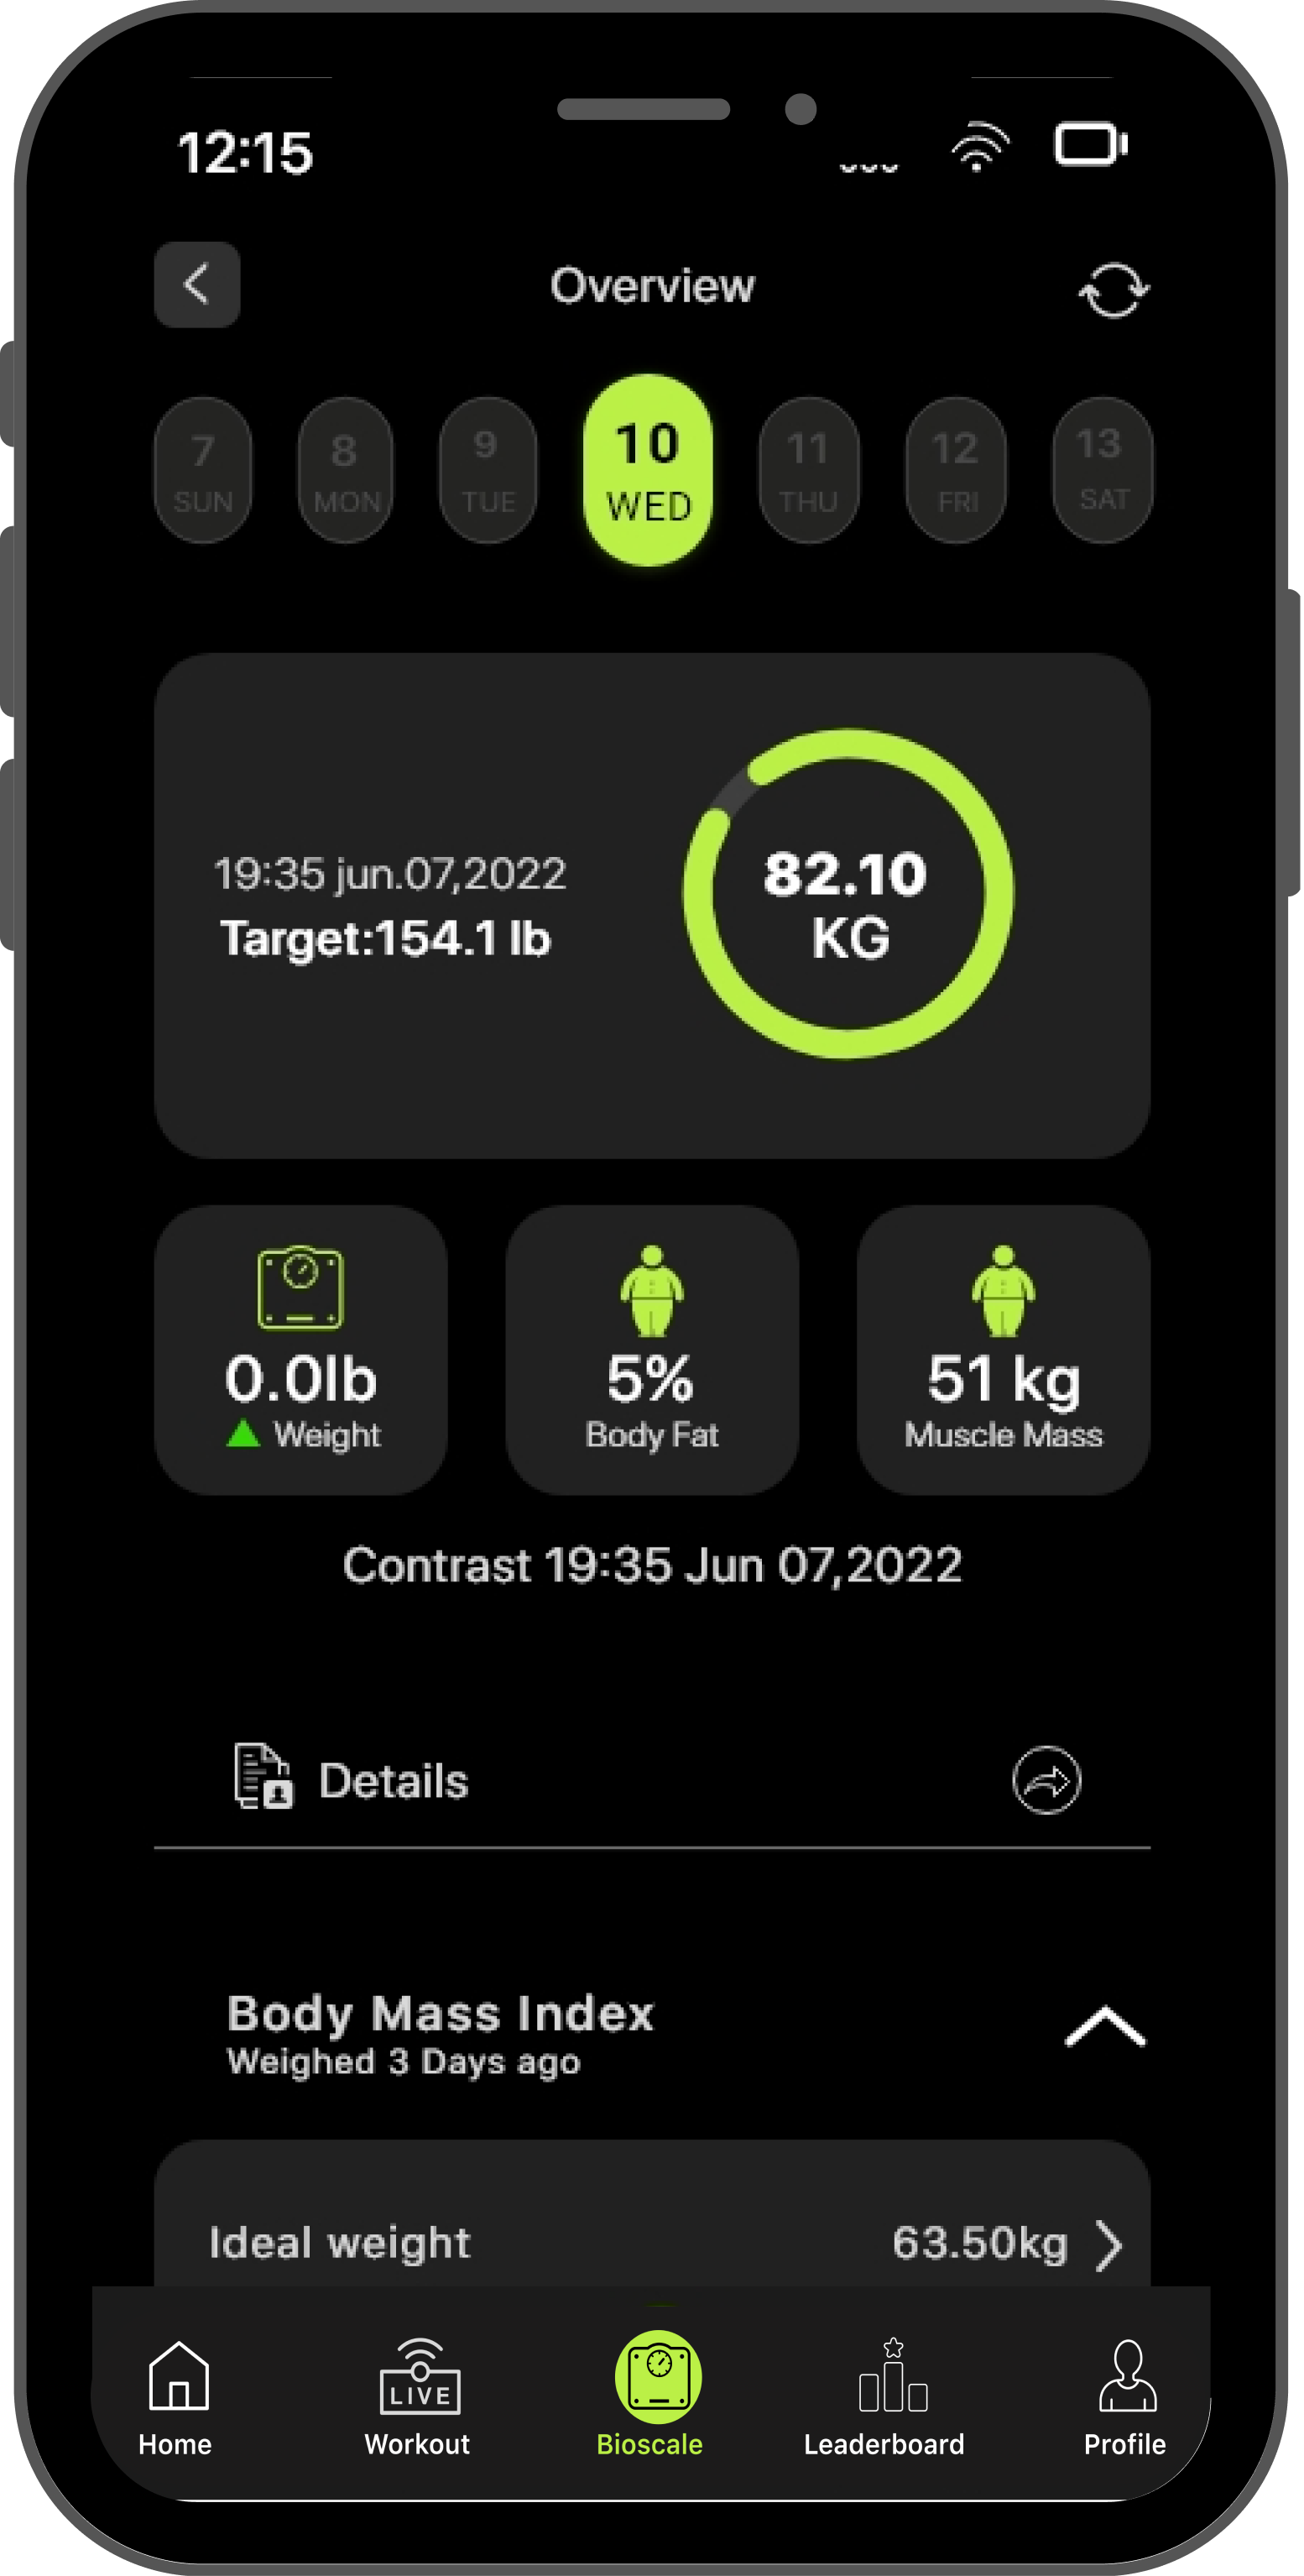 12:15
Overview
7 8 9 10 11 12 13
SUN MON TUE WED THU FRI SAT
19:35 jun.07,2022
Target:154.1 lb
82.10
KG
0.0lb
Weight
5%
Body Fat
51 kg
Muscle Mass
Contrast 19:35 Jun 07,2022
Details
Body Mass Index
Weighed 3 Days ago
Ideal weight 63.50kg
LIVE
Home Workout Bioscale Leaderboard Profile